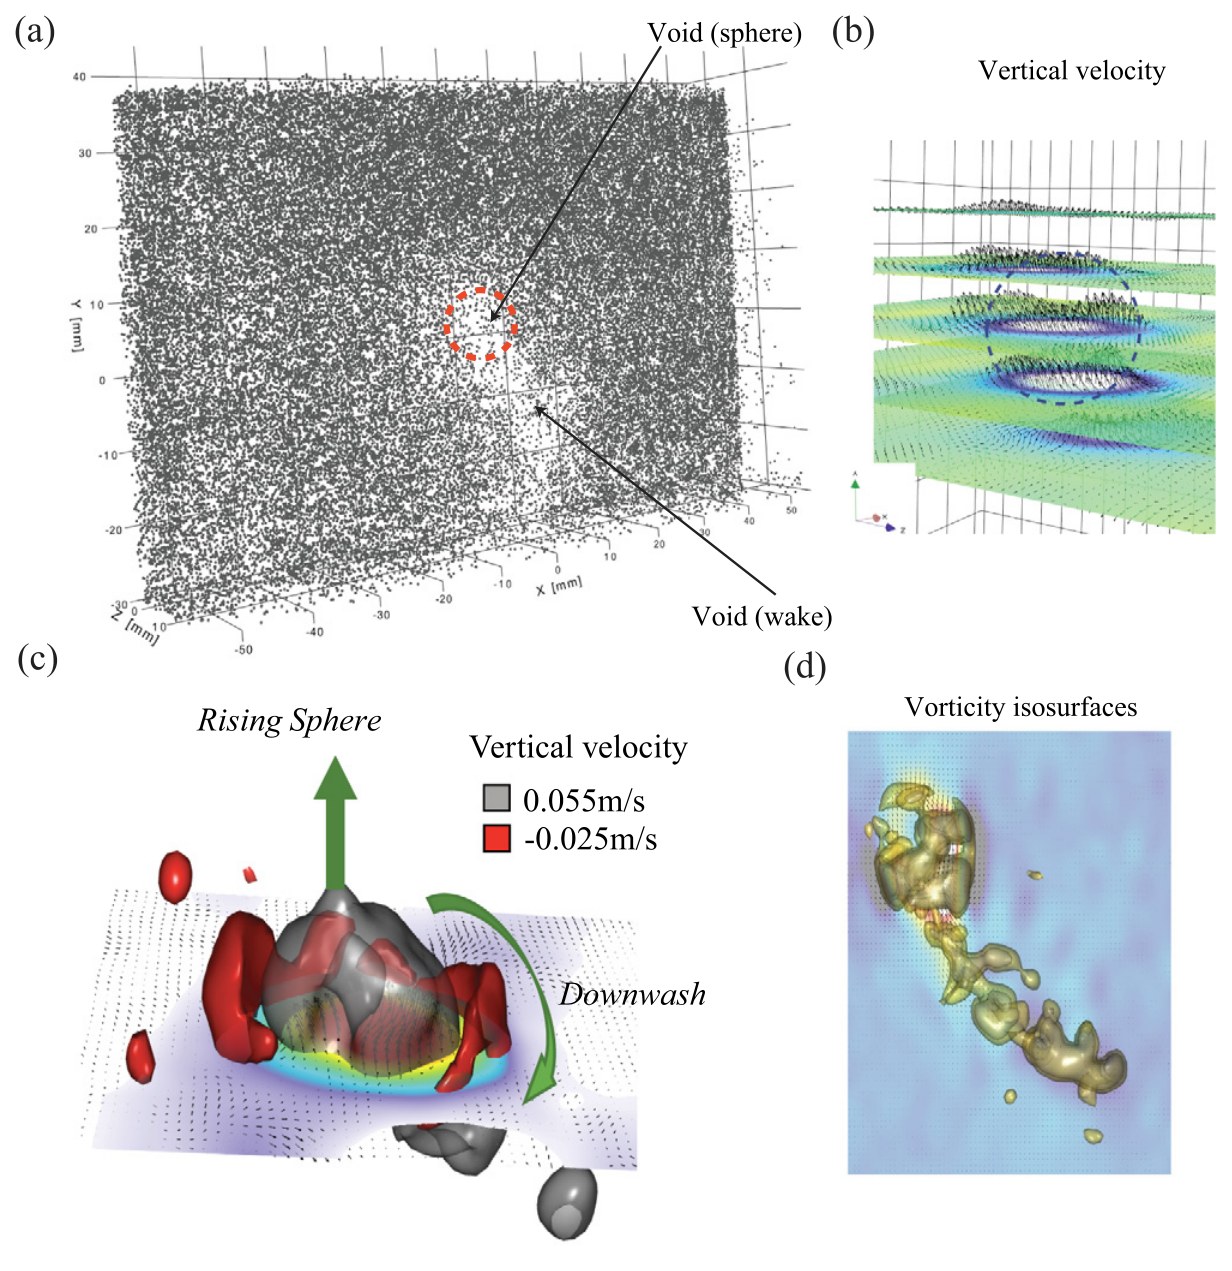 (a)
Void (sphere)
(b)
Vertical velocity
40
30
20
10
0
-10
-20
-30
Y [mm]
Z [mm]
0
10
-50
-40
-30
-20
-10
0
10
20
30
40
50
X [mm]
Void (wake)
Y
X
Z
(c)
(d)
Rising Sphere
Vertical velocity
0.055m/s
-0.025m/s
Downwash
Vorticity isosurfaces